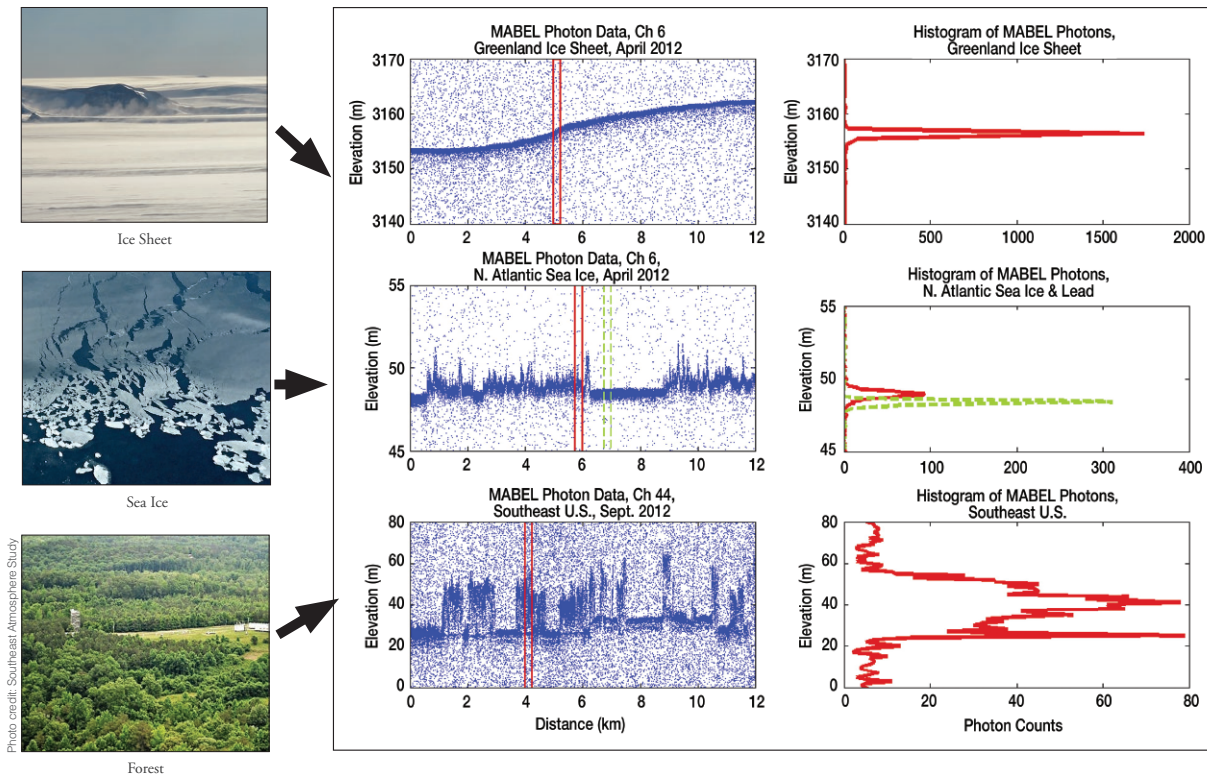 Ice Sheet
Sea Ice
Photo credit: Southeast Atmosphere Study
Forest
MABEL Photon Data, Ch 6
Greenland Ice Sheet, April 2012
Elevation (m)
3170
3160
3150
3140
0 2 4 6 8 10 12
Histogram of MABEL Photons,
Greenland Ice Sheet
Elevation (m)
3170
3160
3150
3140
0 500 1000 1500 2000
MABEL Photon Data, Ch 6,
N. Atlantic Sea Ice, April 2012
Elevation (m)
55
50
45
0 2 4 6 8 10 12
Histogram of MABEL Photons,
N. Atlantic Sea Ice & Lead
Elevation (m)
55
50
45
0 100 200 300 400
MABEL Photon Data, Ch 44,
Southeast U.S., Sept. 2012
Elevation (m)
80
60
40
20
0
0 2 4 6 8 10 12
Distance (km)
Histogram of MABEL Photons,
Southeast U.S.
Elevation (m)
80
60
40
20
0
0 20 40 60 80
Photon Counts